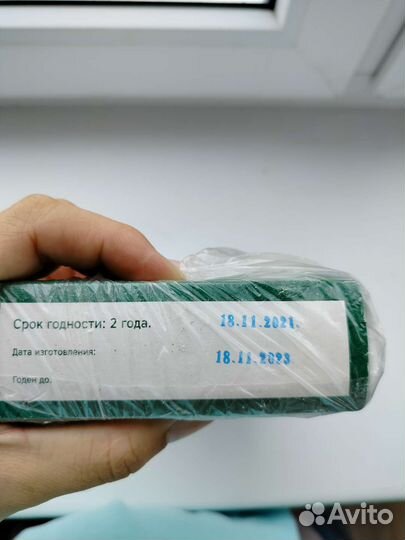 Срок годности: 2 года. 18.11.2021.
Дата изготовления: 18.11.2023
Годен до.
Avito